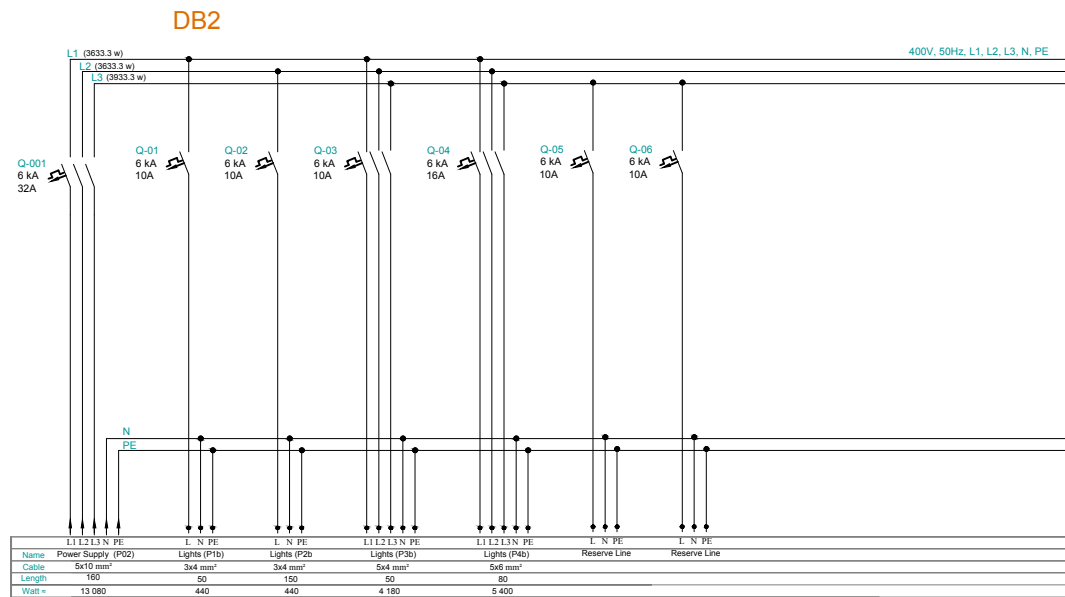 DB2
L1 (3633.3 w)
400V, 50Hz, L1, L2, L3, N, PE
L2 (3633.3 w)
L3 (3933.3 w)
Q-001
6 kA
32A
Q-01
6 kA
10A
Q-02
6 kA
10A
Q-03
6 kA
10A
Q-04
6 kA
16A
Q-05
6 kA
10A
Q-06
6 kA
10A
N
PE
L1 L2 L3 N PE L N PE L N PE L1 L2 L3 N PE L1 L2 L3 N PE L N PE L N PE
Name Power Supply (P02) Lights (P1b) Lights (P2b Lights (P3b) Lights (P4b) Reserve Line Reserve Line
Cable 5x10 mm² 3x4 mm² 3x4 mm² 5x4 mm² 5x6 mm²
Length 160 50 150 50 80
Watt ≈ 13 080 440 440 4 180 5 400